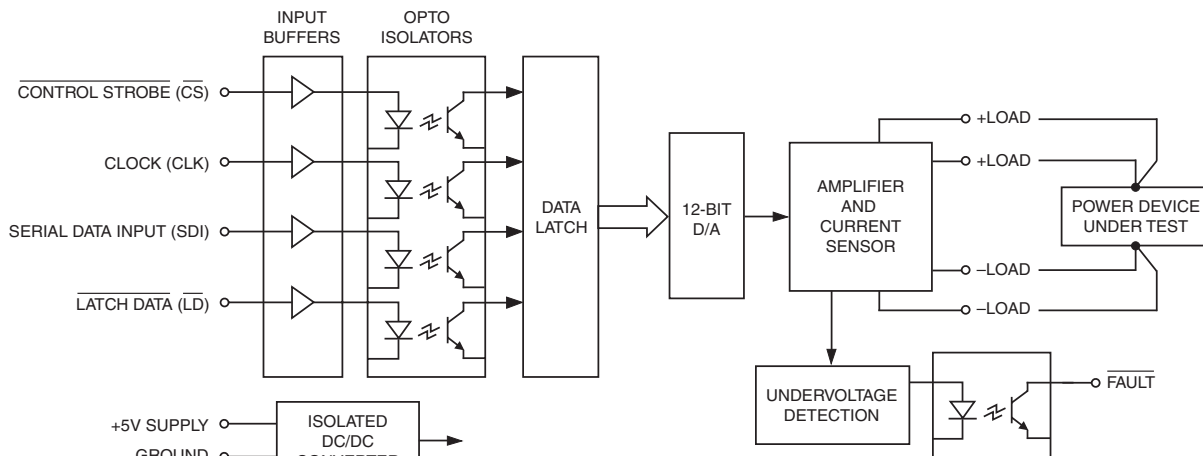 INPUT
BUFFERS
OPTO
ISOLATORS
CONTROL STROBE (CS)
CLOCK (CLK)
SERIAL DATA INPUT (SDI)
LATCH DATA (LD)
DATA
LATCH
12-BIT
D/A
AMPLIFIER
AND
CURRENT
SENSOR
+LOAD
+LOAD
–LOAD
–LOAD
POWER DEVICE
UNDER TEST
UNDERVOLTAGE
DETECTION
FAULT
+5V SUPPLY
GROUND
ISOLATED
DC/DC
CONVERTER